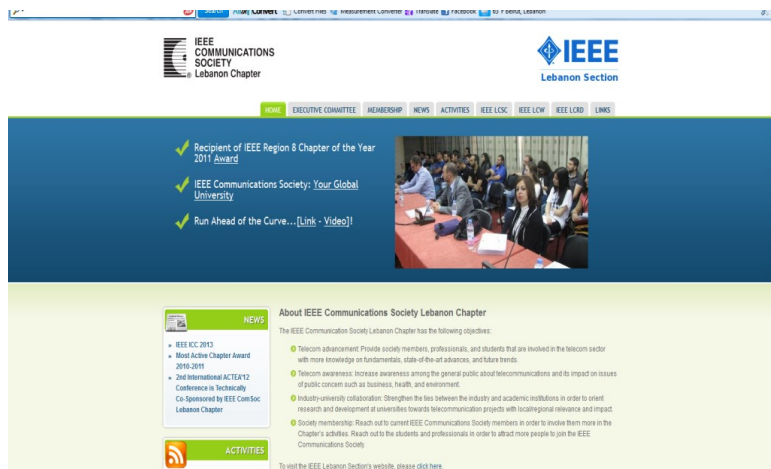 Search
Convert
Convert Files
Measurement Converter
Translate
Facebook
85°F Beirut, Lebanon
IEEE
COMMUNICATIONS
SOCIETY
® Lebanon Chapter
IEEE
Lebanon Section
HOME EXECUTIVE COMMITTEE MEMBERSHIP NEWS ACTIVITIES IEEE LCSC IEEE LCW IEEE LCRD LINKS
Recipient of IEEE Region 8 Chapter of the Year
2011 Award
IEEE Communications Society: Your Global
University
Run Ahead of the Curve...[Link - Video]!
NEWS
» IEEE ICC 2013
» Most Active Chapter Award
2010-2011
» 2nd International ACTEA'12
Conference is Technically
Co-Sponsored by IEEE ComSoc
Lebanon Chapter
ACTIVITIES
About IEEE Communications Society Lebanon Chapter
The IEEE Communication Society Lebanon Chapter has the following objectives:
Telecom advancement: Provide society members, professionals, and students that are involved in the telecom sector
with more knowledge on fundamentals, state-of-the-art advances, and future trends.
Telecom awareness: Increase awareness among the general public about telecommunications and its impact on issues
of public concern such as business, health, and environment.
Industry-university collaboration: Strengthen the ties between the industry and academic institutions in order to orient
research and development at universities towards telecommunication projects with local/regional relevance and impact
Society membership: Reach out to current IEEE Communications Society members in order to involve them more in the
Chapter's activities. Reach out to the students and professionals in order to attract more people to join the IEEE
Communications Society.
To visit the IEEE Lebanon Section's website, please click here.